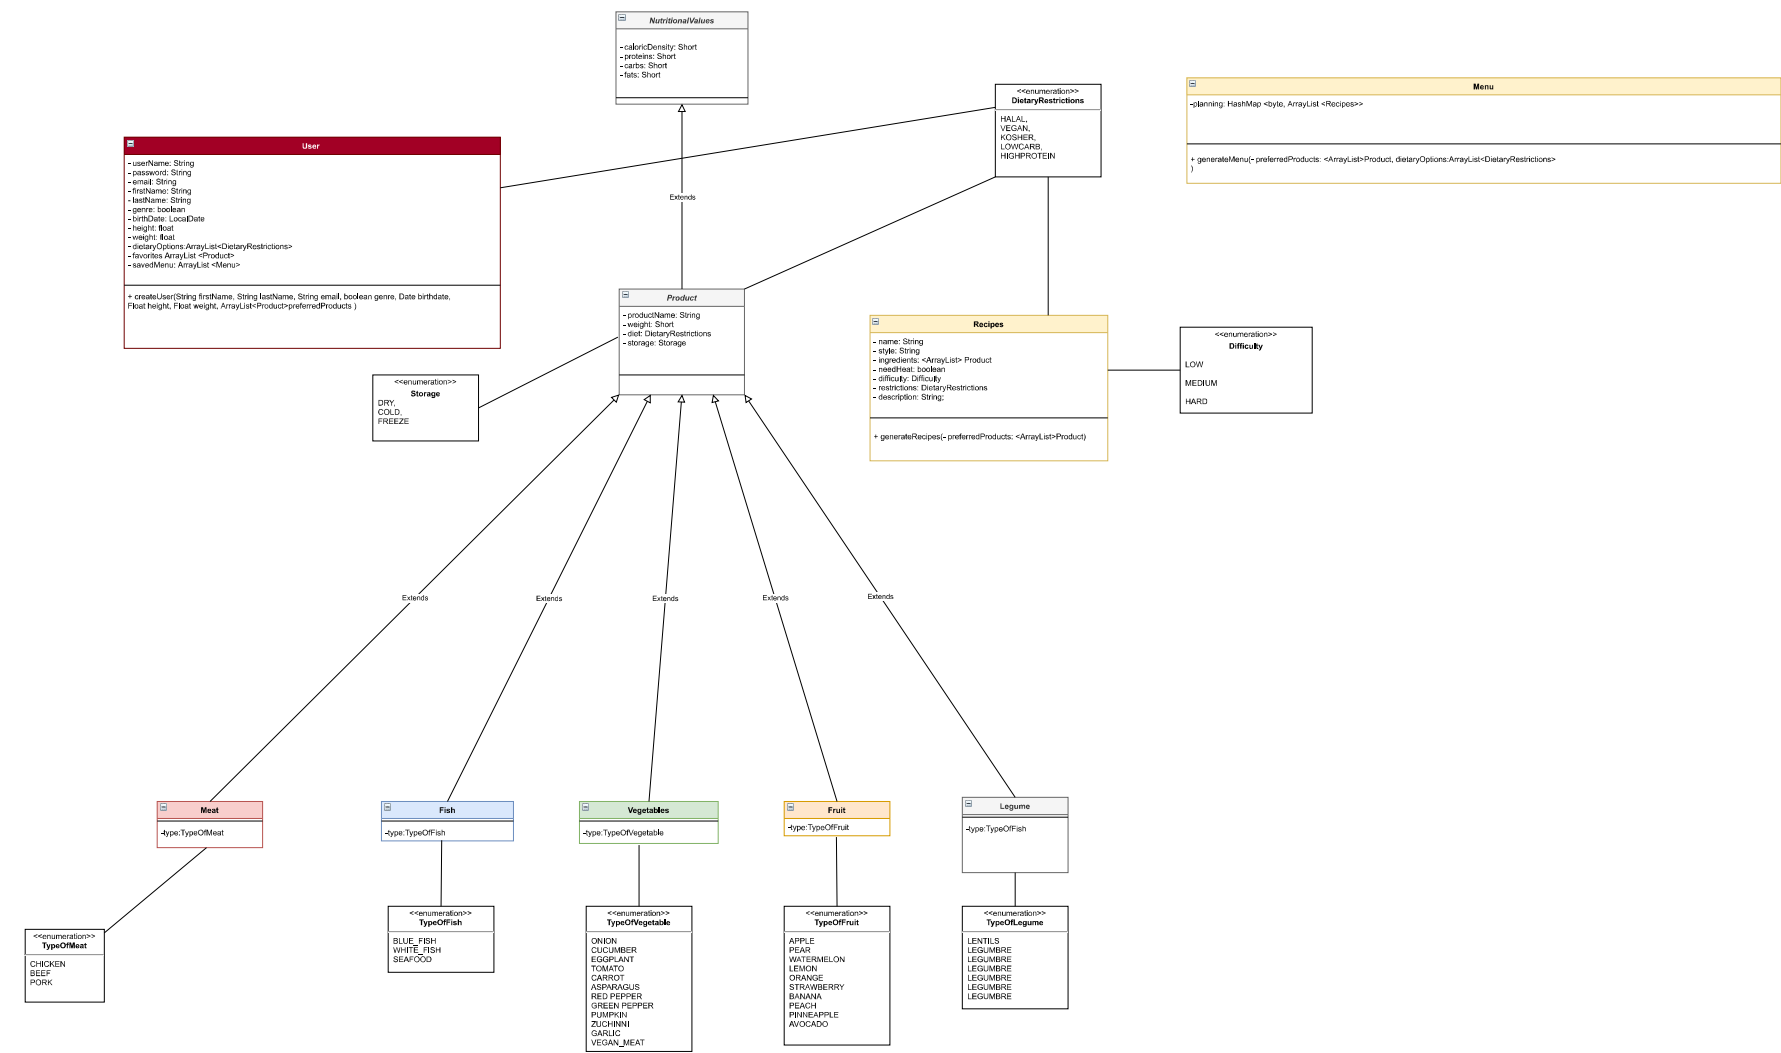 NutritionalValues
- caloricDensity: Short
- proteins: Short
- carbs: Short
- fats: Short
<<enumeration>>
DietaryRestrictions
HALAL,
VEGAN,
KOSHER,
LOWCARB,
HIGHPROTEIN
Menu
-planning: HashMap <byte, ArrayList <Recipes>>
+ generateMenu(- preferredProducts: <ArrayList>Product, dietaryOptions:ArrayList<DietaryRestrictions>
)
User
- userName: String
- password: String
- email: String
- firstName: String
- lastName: String
- genre: boolean
- birthDate: LocalDate
- height: float
- weight: float
- dietaryOptions:ArrayList<DietaryRestrictions>
- favorites ArrayList <Product>
- savedMenu: ArrayList <Menu>
+ createUser(String firstName, String lastName, String email, boolean genre, Date birthdate,
Float height, Float weight, ArrayList<Product>preferredProducts )
Extends
Product
- productName: String
- weight: Short
- diet: DietaryRestrictions
- storage: Storage
Recipes
- name: String
- style: String
- ingredients: <ArrayList> Product
- needHeat: boolean
- difficulty: Difficulty
- restrictions: DietaryRestrictions
- description: String;
+ generateRecipes(- preferredProducts: <ArrayList>Product)
<<enumeration>>
Difficulty
LOW
MEDIUM
HARD
<<enumeration>>
Storage
DRY,
COLD,
FREEZE
Extends
Extends
Extends
Extends
Extends
Meat
-type:TypeOfMeat
Fish
-type:TypeOfFish
Vegetables
-type:TypeOfVegetable
Fruit
-type:TypeOfFruit
Legume
-type:TypeOfFish
<<enumeration>>
TypeOfMeat
CHICKEN
BEEF
PORK
<<enumeration>>
TypeOfFish
BLUE_FISH
WHITE_FISH
SEAFOOD
<<enumeration>>
TypeOfVegetable
ONION
CUCUMBER
EGGPLANT
TOMATO
CARROT
ASPARAGUS
RED PEPPER
GREEN PEPPER
PUMPKIN
ZUCHINNI
GARLIC
VEGAN_MEAT
<<enumeration>>
TypeOfFruit
APPLE
PEAR
WATERMELON
LEMON
ORANGE
STRAWBERRY
BANANA
PEACH
PINNEAPPLE
AVOCADO
<<enumeration>>
TypeOfLegume
LENTILS
LEGUMBRE
LEGUMBRE
LEGUMBRE
LEGUMBRE
LEGUMBRE
LEGUMBRE